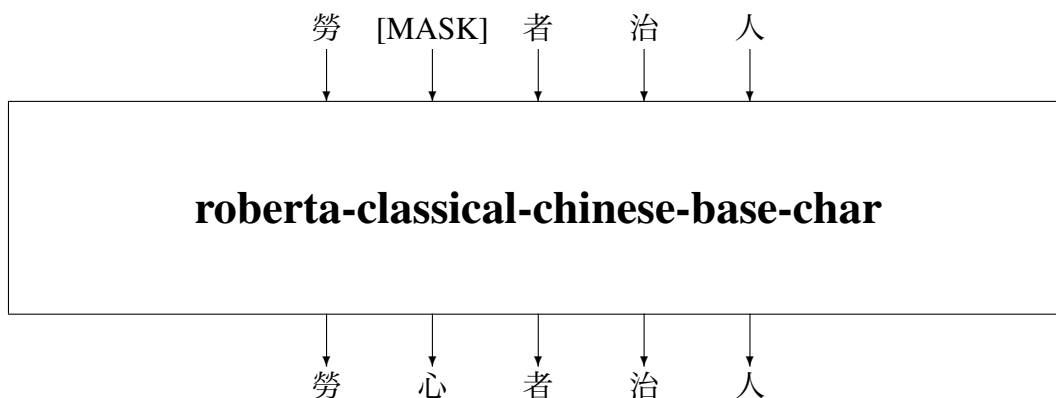 勞 [MASK] 者 治 人
roberta-classical-chinese-base-char
勞 心 者 治 人